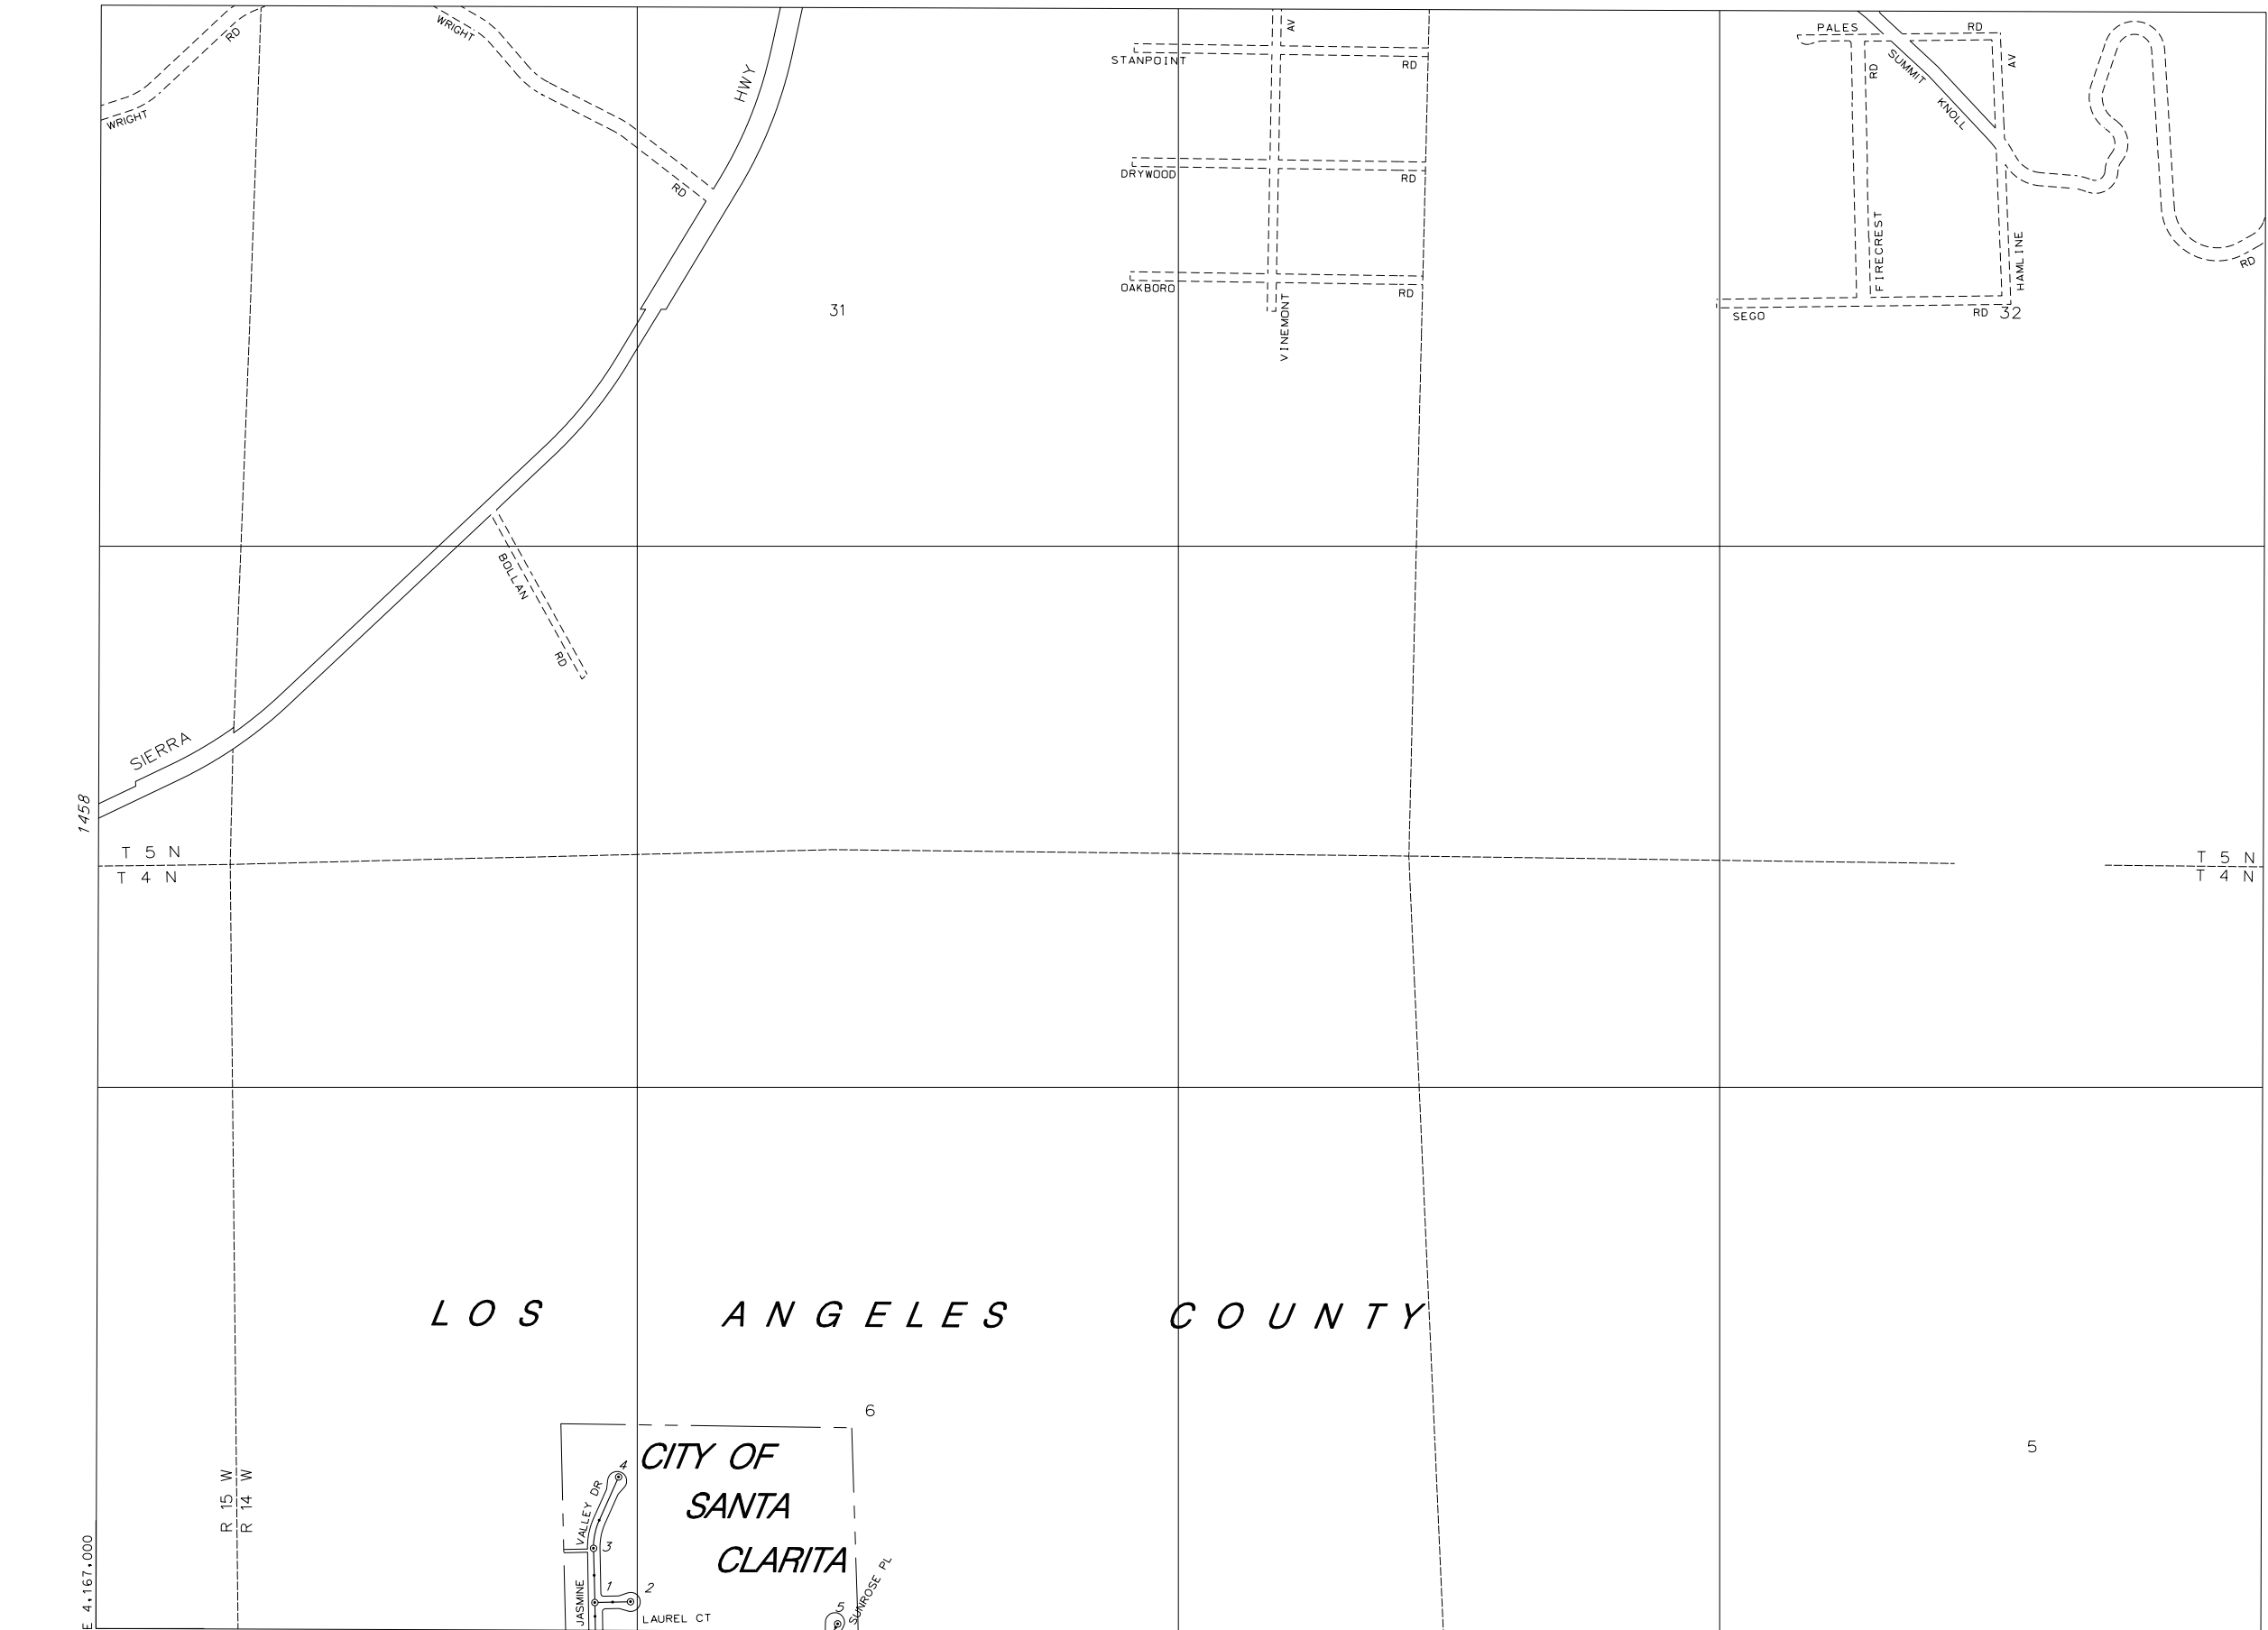 WRIGHT
RD
WRIGHT
RD
HWY
AV
STANPOINT
RD
DRYWOOD
RD
OAKBORO
RD
VINEMONT
31
PALES
RD
SUMMIT
KNOLL
RD
AV
FIRECREST
HAMLINE
SEGO
RD
32
RD
BOLLAN
RD
SIERRA
1458
T 5 N
T 4 N
T 5 N
T 4 N
LOS ANGELES COUNTY
6
5
CITY OF
SANTA
CLARITA
R 15 W
R 14 W
E 4,167,000
4
VALLEY DR
3
JASMINE
1
2
LAUREL CT
5
SUNROSE PL